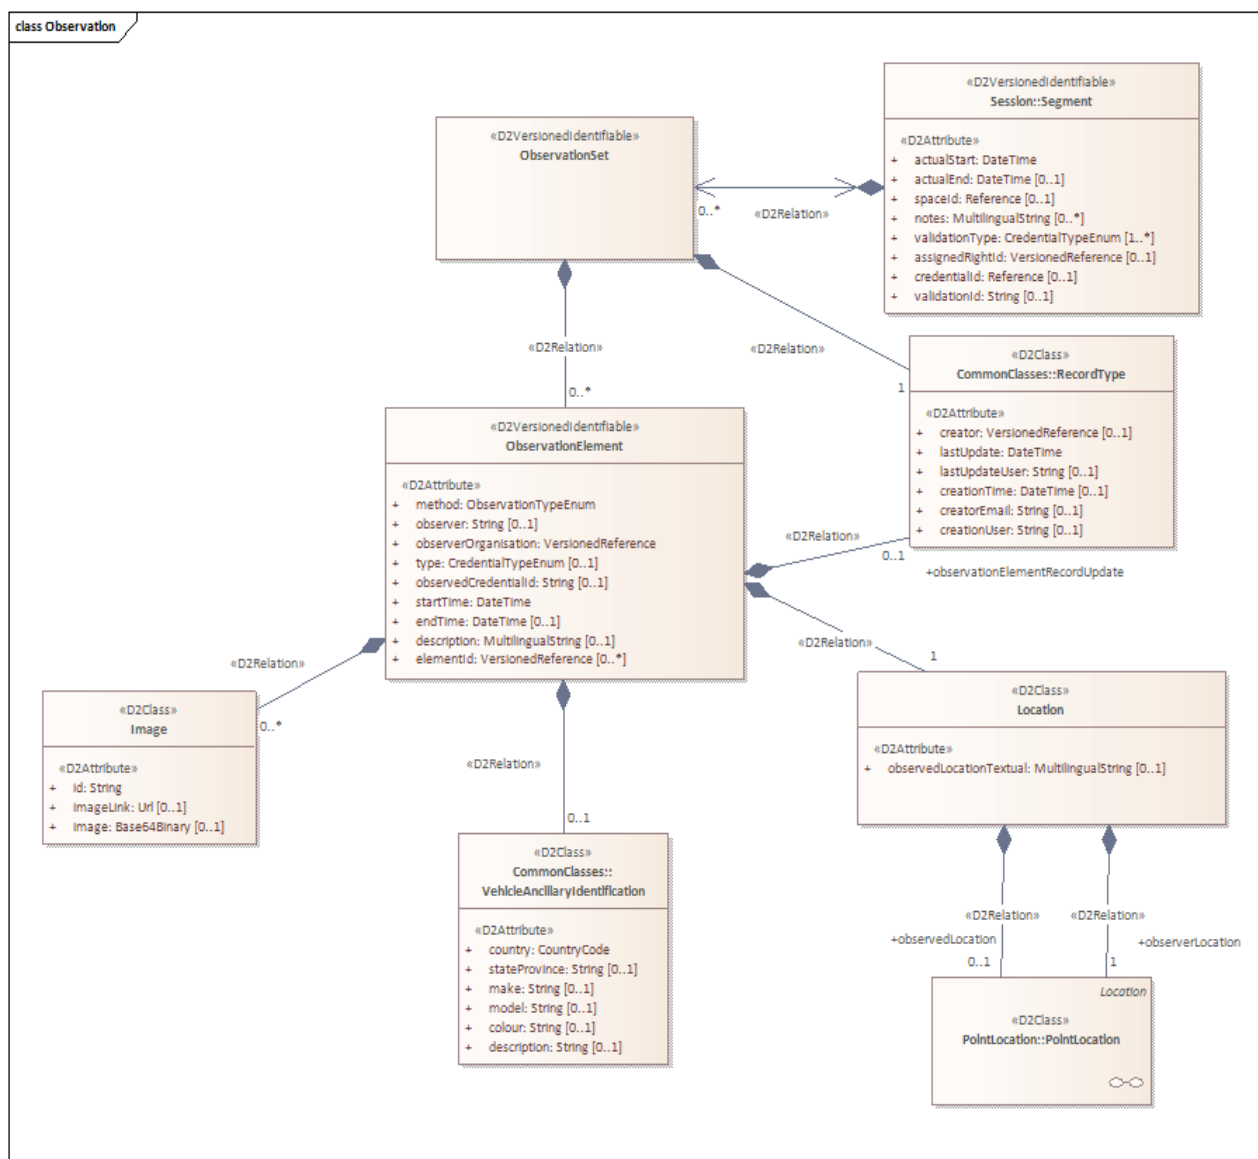 class Observation
«D2VersionedIdentifiable»
Session::Segment
«D2Attribute»
+ actualStart: DateTime
+ actualEnd: DateTime [0..1]
+ spaceId: Reference [0..1]
+ notes: MultilingualString [0..*]
+ validationType: CredentialTypeEnum [1..*]
+ assignedRightId: VersionedReference [0..1]
+ credentialId: Reference [0..1]
+ validationId: String [0..1]
«D2VersionedIdentifiable»
ObservationSet
0..*
«D2Relation»
«D2Relation»
0..*
«D2Relation»
1
«D2Class»
CommonClasses::RecordType
«D2Attribute»
+ creator: VersionedReference [0..1]
+ lastUpdate: DateTime
+ lastUpdateUser: String [0..1]
+ creationTime: DateTime [0..1]
+ creatorEmail: String [0..1]
+ creationUser: String [0..1]
«D2VersionedIdentifiable»
ObservationElement
«D2Attribute»
+ method: ObservationTypeEnum
+ observer: String [0..1]
+ observerOrganisation: VersionedReference
+ type: CredentialTypeEnum [0..1]
+ observedCredentialId: String [0..1]
+ startTime: DateTime
+ endTime: DateTime [0..1]
+ description: MultilingualString [0..1]
+ elementId: VersionedReference [0..*]
«D2Relation»
0..1
+observationElementRecordUpdate
«D2Relation»
1
«D2Relation»
0..*
«D2Class»
Image
«D2Attribute»
+ id: String
+ imageLink: Url [0..1]
+ image: Base64Binary [0..1]
«D2Relation»
0..1
«D2Class»
CommonClasses::
VehicleAncillaryIdentification
«D2Attribute»
+ country: CountryCode
+ stateProvince: String [0..1]
+ make: String [0..1]
+ model: String [0..1]
+ colour: String [0..1]
+ description: String [0..1]
«D2Class»
Location
«D2Attribute»
+ observedLocationTextual: MultilingualString [0..1]
«D2Relation»
+observedLocation
0..1
«D2Relation»
+observerLocation
1
Location
«D2Class»
PointLocation::PointLocation